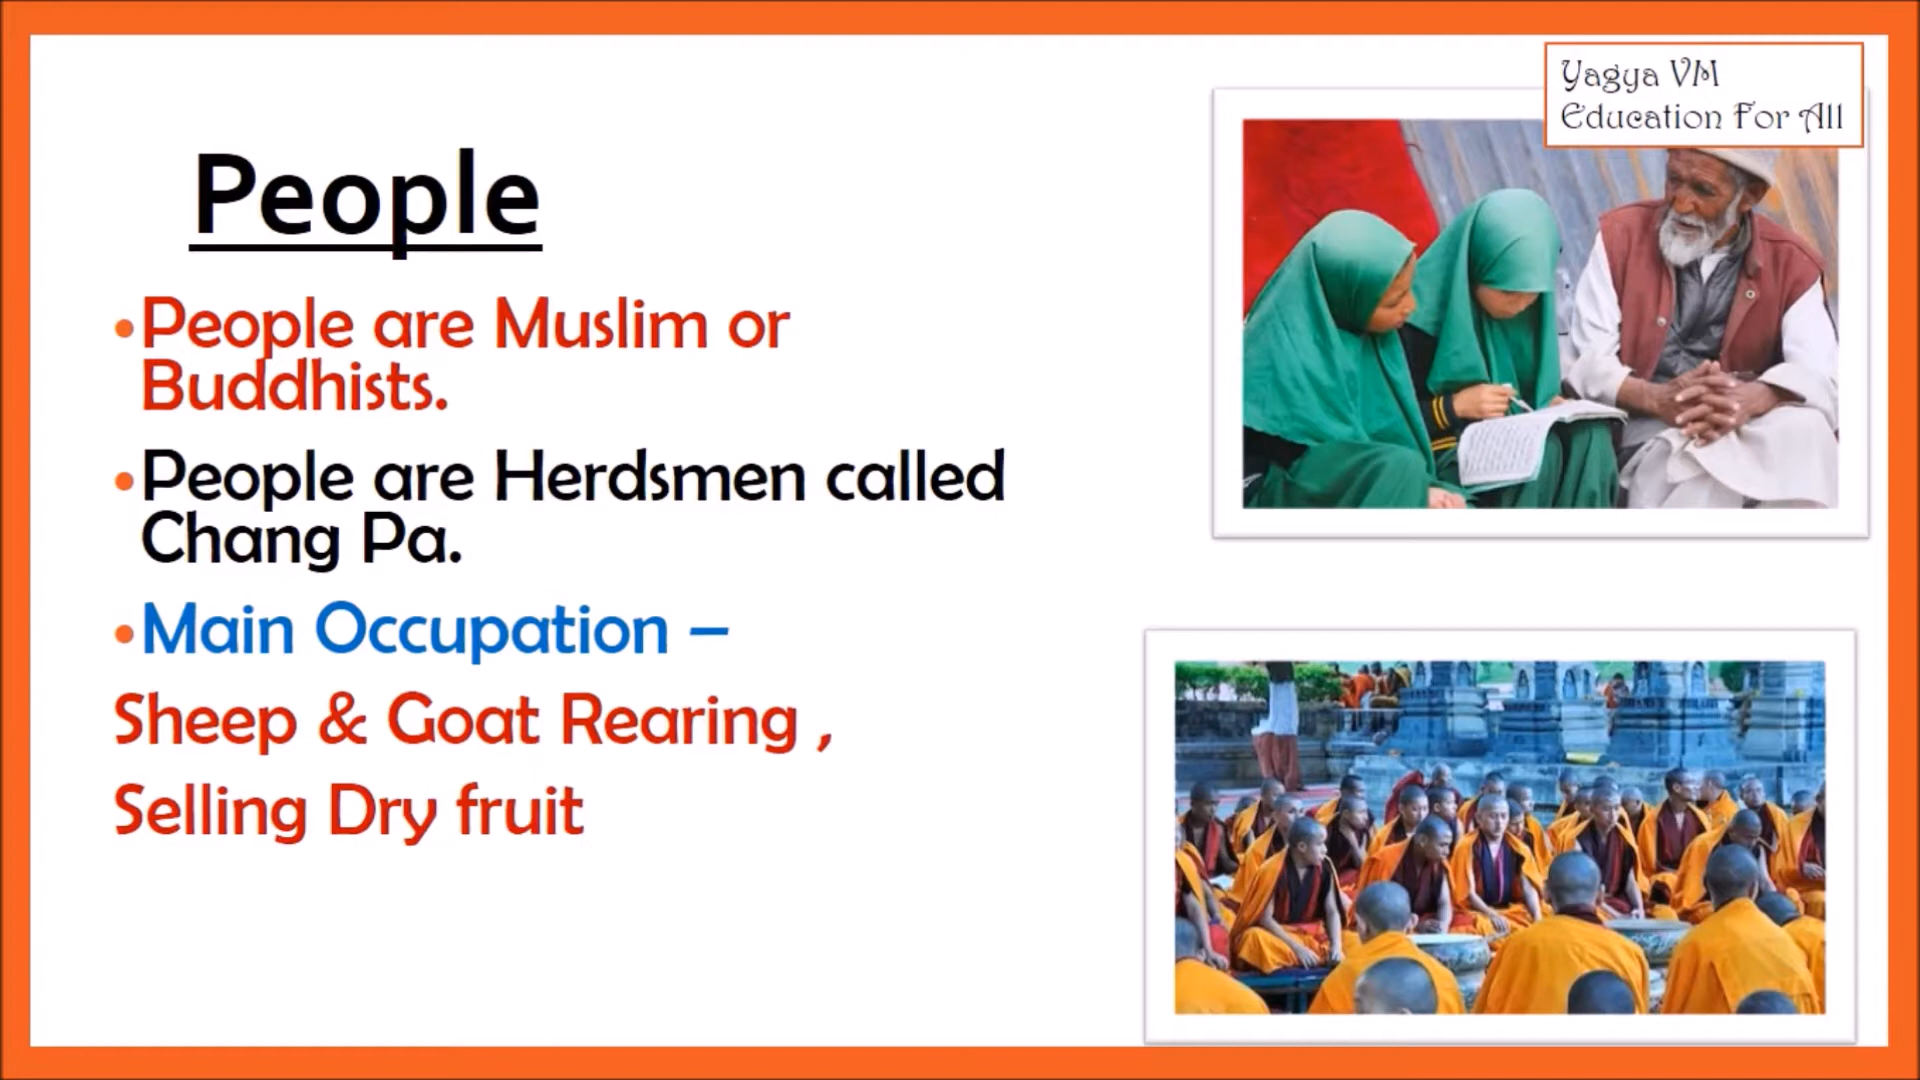 Yagya VM
Education For All
People
•People are Muslim or
Buddhists.
•People are Herdsmen called
Chang Pa.
•Main Occupation –
Sheep & Goat Rearing ,
Selling Dry fruit